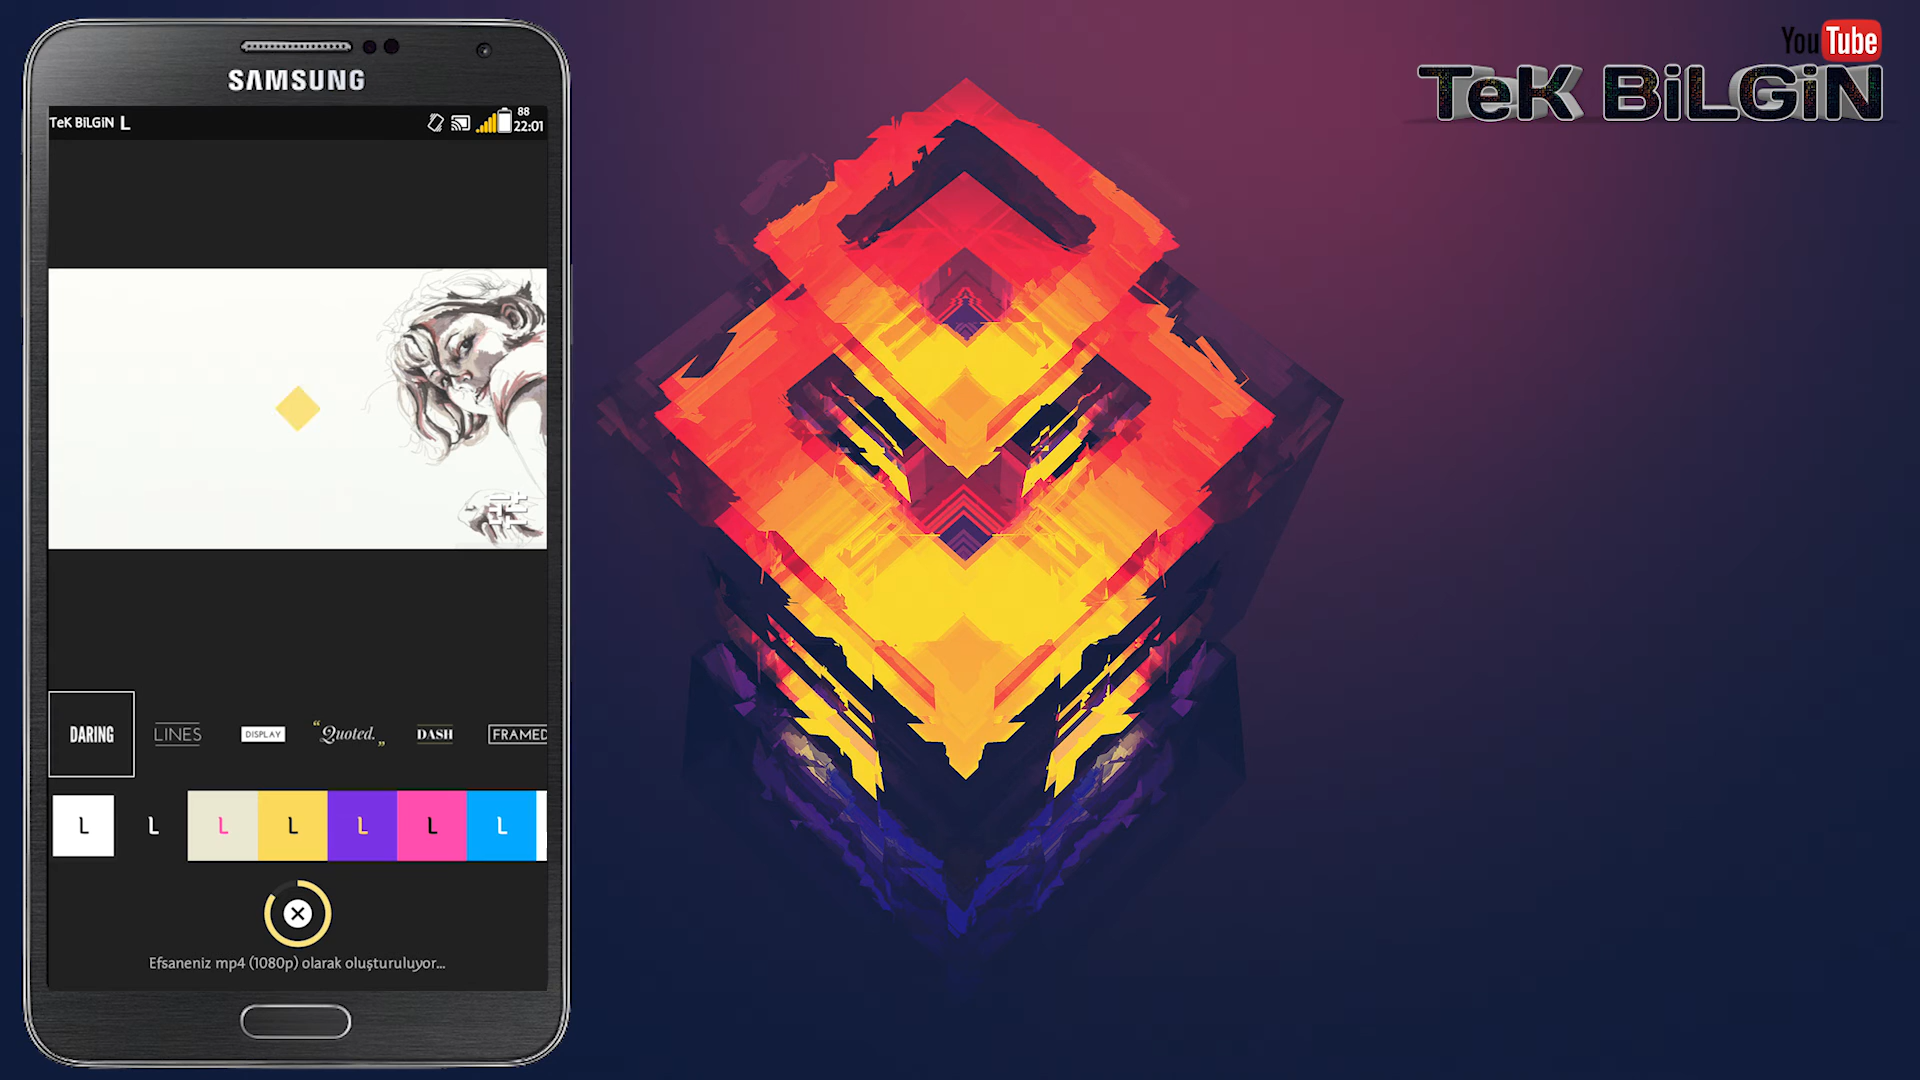 YouTube
TeK BiLGiN
SAMSUNG
TeK BiLGiN L
88
22:01
DARING
LINES
DISPLAY
“Quoted.„
DASH
FRAMED
L L L L L L L
Efsaneniz mp4 (1080p) olarak oluşturuluyor...